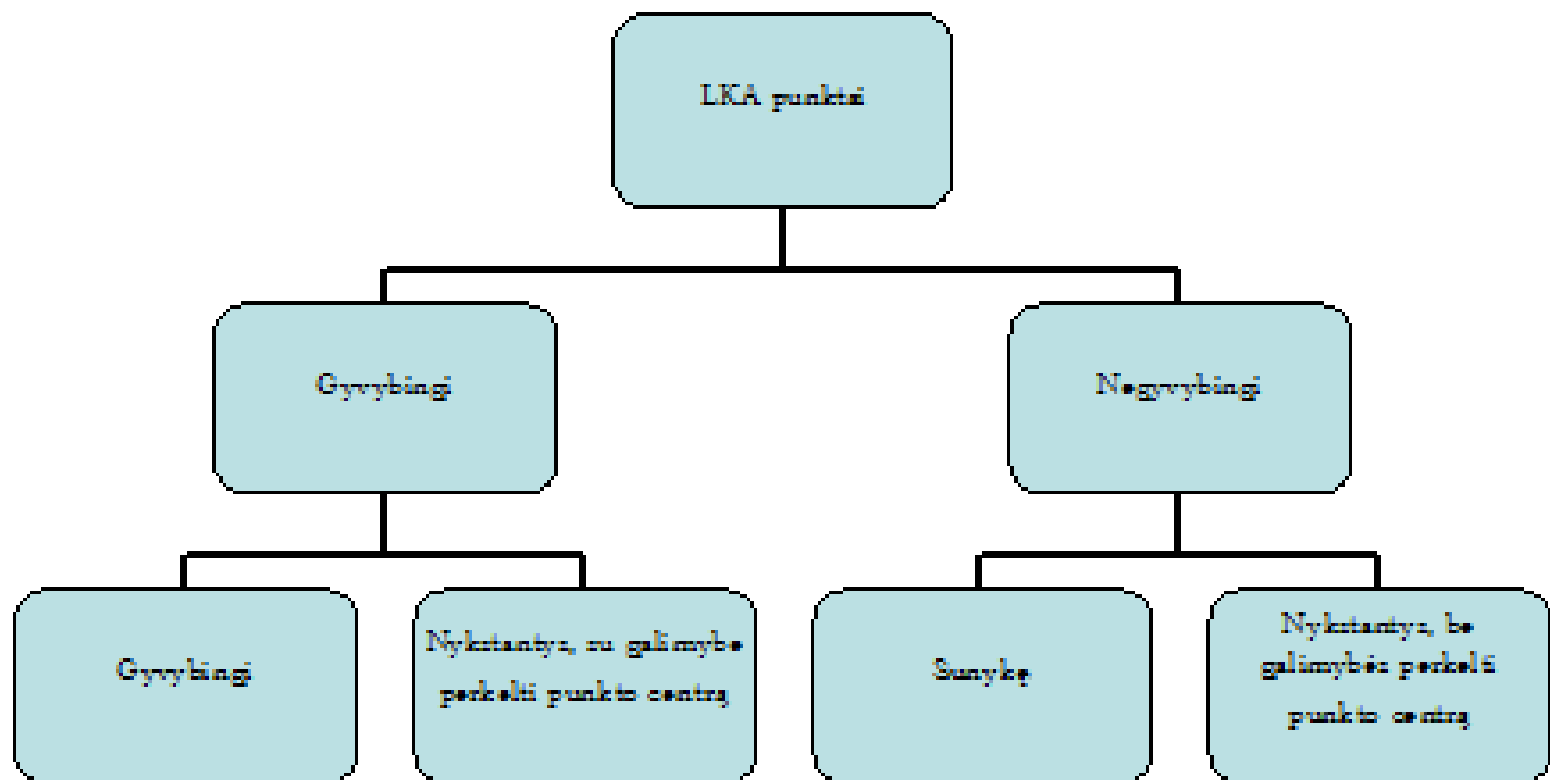 LKA punktai
Gyvybingi
Negyvybingi
Gyvybingi
Nykstantys, su galimybe
perkelti punkto centrą
Sunykę
Nykstantys, be
galimybės perkelti
punkto centrą